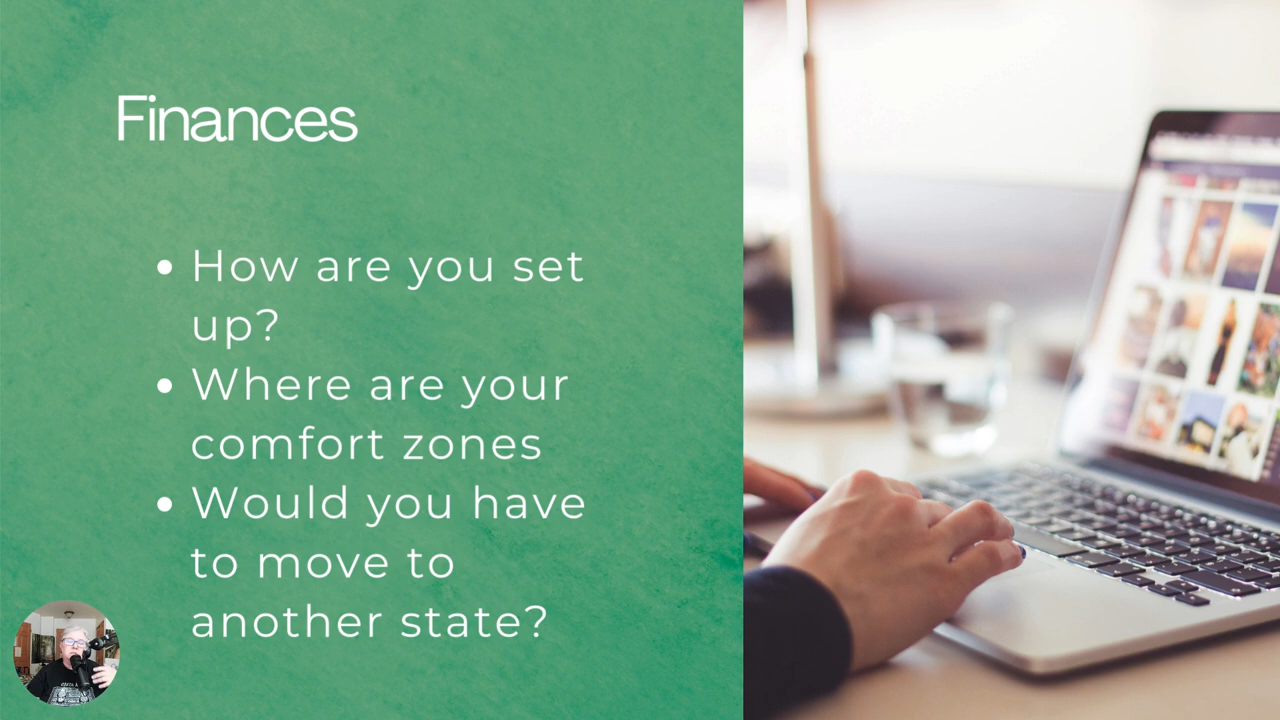 Finances
• How are you set
up?
• Where are your
comfort zones
• Would you have
to move to
another state?